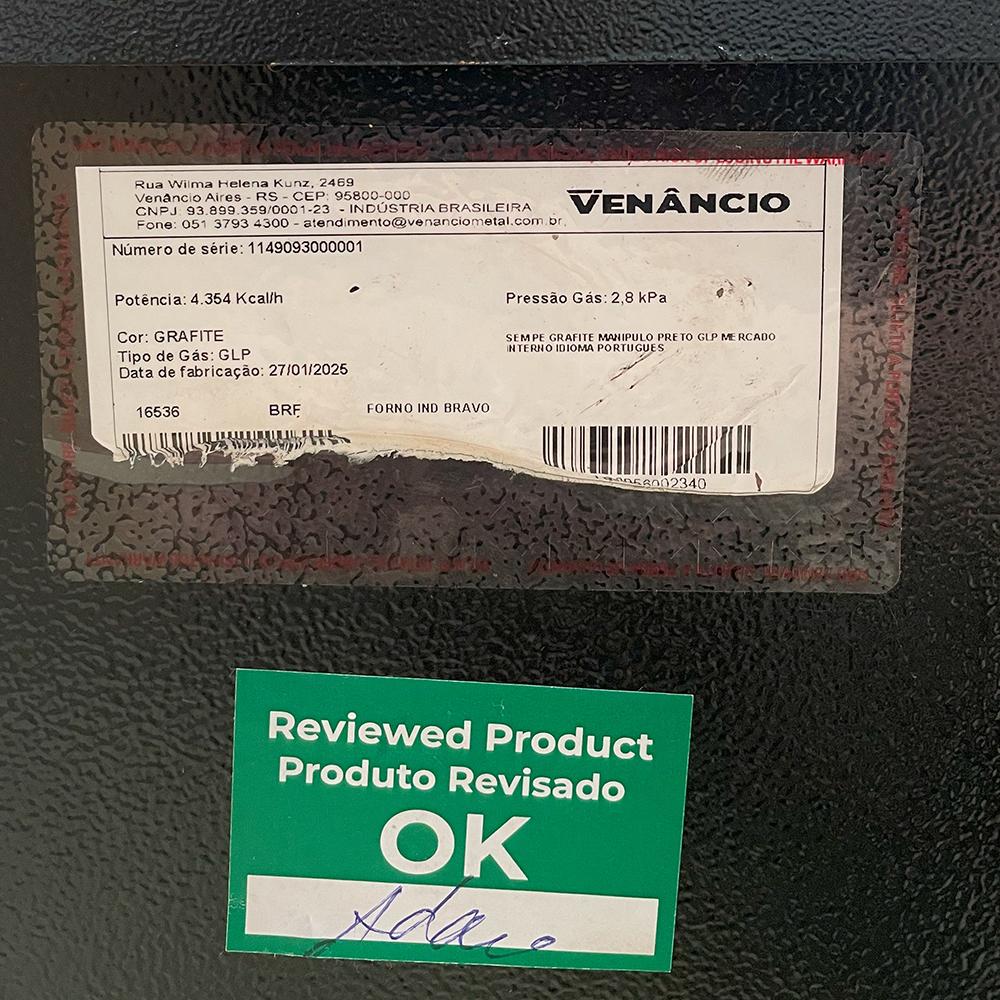 Rua Wilma Helena Kunz, 2469
Venâncio Aires - RS - CEP: 95800-000
CNPJ: 93.899.359/0001-23 - INDÚSTRIA BRASILEIRA
Fone: 051 3793 4300 - atendimento@venanciometal.com.br,
VENÂNCIO
Número de série: 1149093000001
Potência: 4.354 Kcal/h
Pressão Gás: 2,8 kPa
Cor: GRAFITE
Tipo de Gás: GLP
Data de fabricação: 27/01/2025
SEM PE GRAFITE MANIPULO PRETO GLP MERCADO
INTERNO IDIOMA PORTUGUES
16536 BRF FORNO IND BRAVO
56002340
Reviewed Product
Produto Revisado
OK